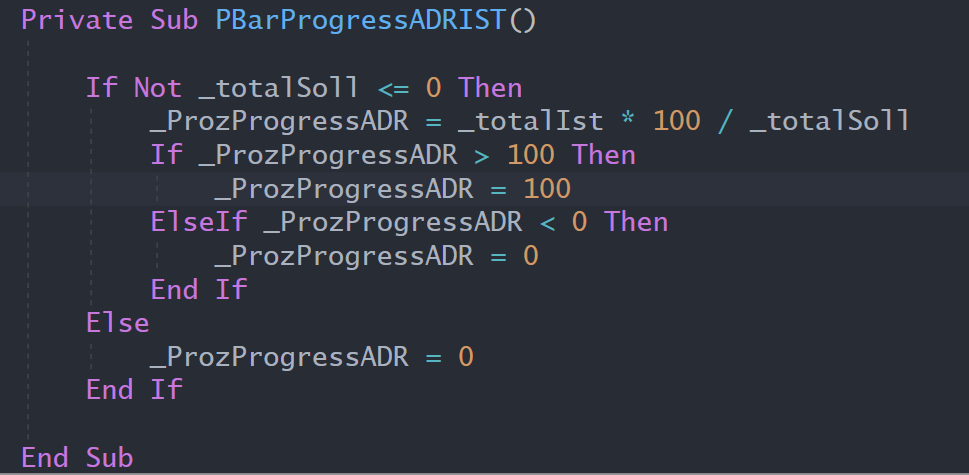 Private Sub PBarProgressADRIST()
If Not _totalSoll <= 0 Then
_ProzProgressADR = _totalIst * 100 / _totalSoll
If _ProzProgressADR > 100 Then
_ProzProgressADR = 100
ElseIf _ProzProgressADR < 0 Then
_ProzProgressADR = 0
End If
Else
_ProzProgressADR = 0
End If
End Sub